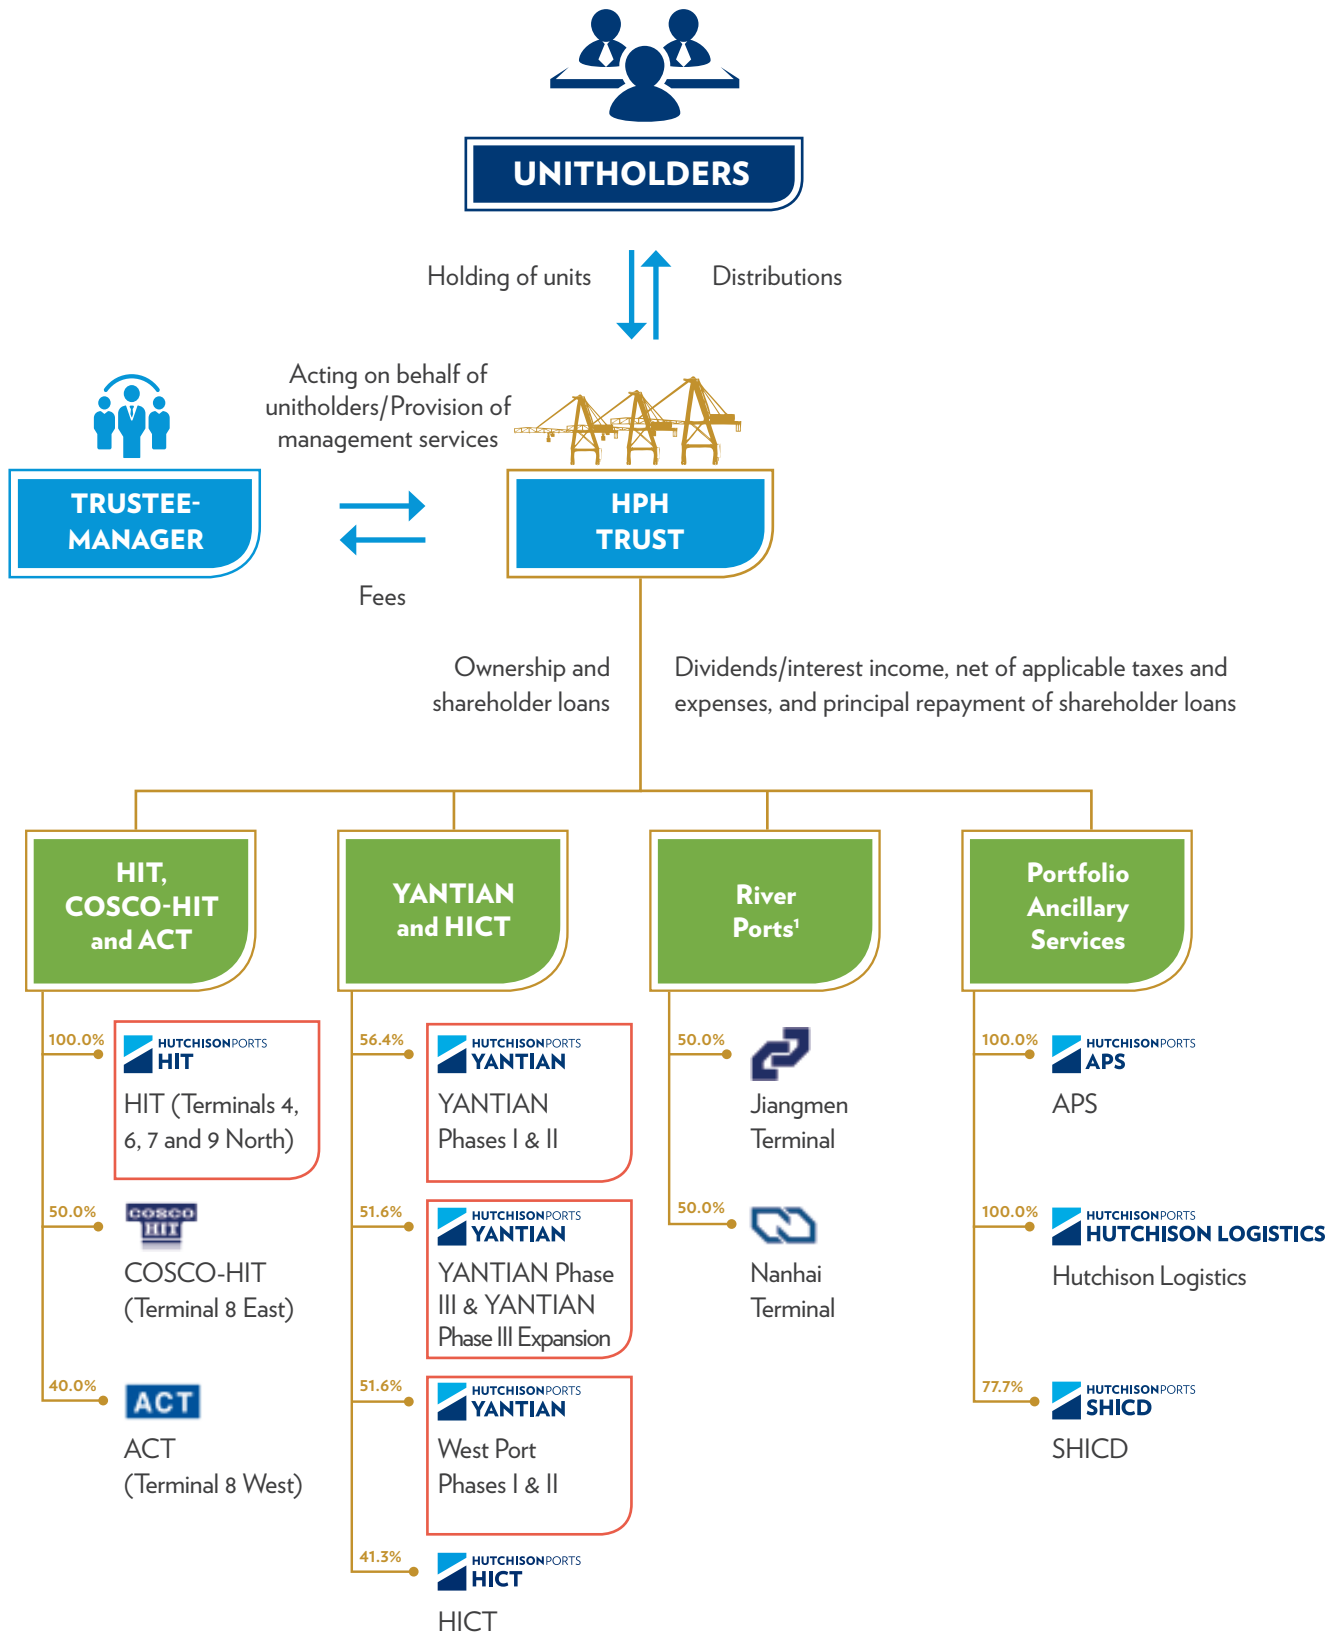 UNITHOLDERS
Holding of units
Distributions
Acting on behalf of
unitholders/Provision of
management services
TRUSTEE-
MANAGER
HPH
TRUST
Fees
Ownership and
shareholder loans
Dividends/interest income, net of applicable taxes and
expenses, and principal repayment of shareholder loans
HIT,
COSCO-HIT
and ACT
100.0%
HUTCHISONPORTS
HIT
HIT (Terminals 4,
6, 7 and 9 North)
50.0%
COSCO
HIT
COSCO-HIT
(Terminal 8 East)
40.0%
ACT
ACT
(Terminal 8 West)
YANTIAN
and HICT
56.4%
HUTCHISONPORTS
YANTIAN
YANTIAN
Phases I & II
51.6%
HUTCHISONPORTS
YANTIAN
YANTIAN Phase
III & YANTIAN
Phase III Expansion
51.6%
HUTCHISONPORTS
YANTIAN
West Port
Phases I & II
41.3%
HUTCHISONPORTS
HICT
HICT
River
Ports¹
50.0%
Jiangmen
Terminal
50.0%
Nanhai
Terminal
Portfolio
Ancillary
Services
100.0%
HUTCHISONPORTS
APS
APS
100.0%
HUTCHISONPORTS
HUTCHISON LOGISTICS
Hutchison Logistics
77.7%
HUTCHISONPORTS
SHICD
SHICD